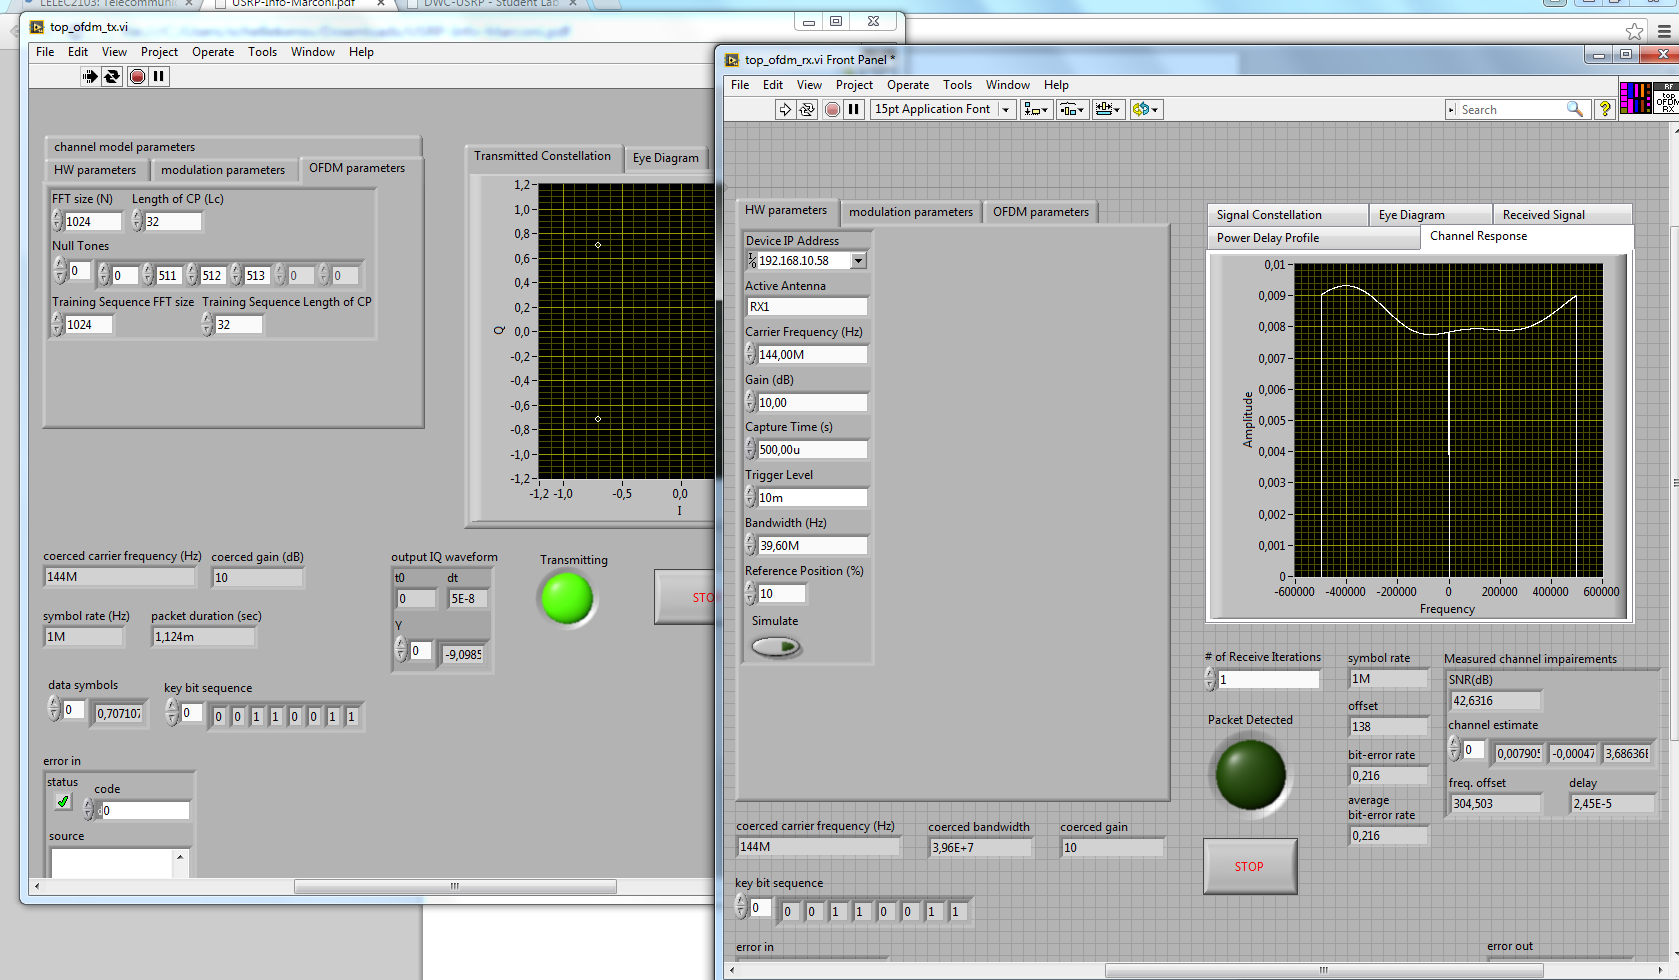 LELEC2103: Telecommunic
USRP-Info-Marconi.pdf
DWC-USRP - Student Lab
top_ofdm_tx.vi
File Edit View Project Operate Tools Window Help
channel model parameters
HW parameters
modulation parameters
OFDM parameters
FFT size (N)
Length of CP (Lc)
1024
32
Null Tones
0
0 511 512 513 0 0
Training Sequence FFT size
Training Sequence Length of CP
1024
32
Transmitted Constellation
Eye Diagram
1,2
1,0
0,8
0,6
0,4
0,2
0,0
-0,2
-0,4
-0,6
-0,8
-1,0
-1,2
Q
-1,2 -1,0 -0,5 0,0
I
coerced carrier frequency (Hz)
coerced gain (dB)
144M
10
symbol rate (Hz)
packet duration (sec)
1M
1,124m
output IQ waveform
t0
dt
0
5E-8
Y
0
-9,0985
Transmitting
STO
data symbols
key bit sequence
0
0,707107
0
0 0 1 1 0 0 1 1
error in
status
code
0
source
top_ofdm_rx.vi Front Panel *
File Edit View Project Operate Tools Window Help
15pt Application Font
Search
RF
top
OFDM
RX
HW parameters
modulation parameters
OFDM parameters
Device IP Address
192.168.10.58
Active Antenna
RX1
Carrier Frequency (Hz)
144,00M
Gain (dB)
10,00
Capture Time (s)
500,00u
Trigger Level
10m
Bandwidth (Hz)
39,60M
Reference Position (%)
10
Simulate
Signal Constellation
Eye Diagram
Received Signal
Power Delay Profile
Channel Response
0,01
0,009
0,008
0,007
0,006
0,005
0,004
0,003
0,002
0,001
0
Amplitude
-600000 -400000 -200000 0 200000 400000 600000
Frequency
# of Receive Iterations
1
Packet Detected
STOP
symbol rate
1M
offset
138
bit-error rate
0,216
average
bit-error rate
0,216
Measured channel impairements
SNR(dB)
42,6316
channel estimate
0
0,007905 -0,00047 3,68636E
freq. offset
delay
304,503
2,45E-5
coerced carrier frequency (Hz)
coerced bandwidth
coerced gain
144M
3,96E+7
10
key bit sequence
0
0 0 1 1 0 0 1 1
error in
error out